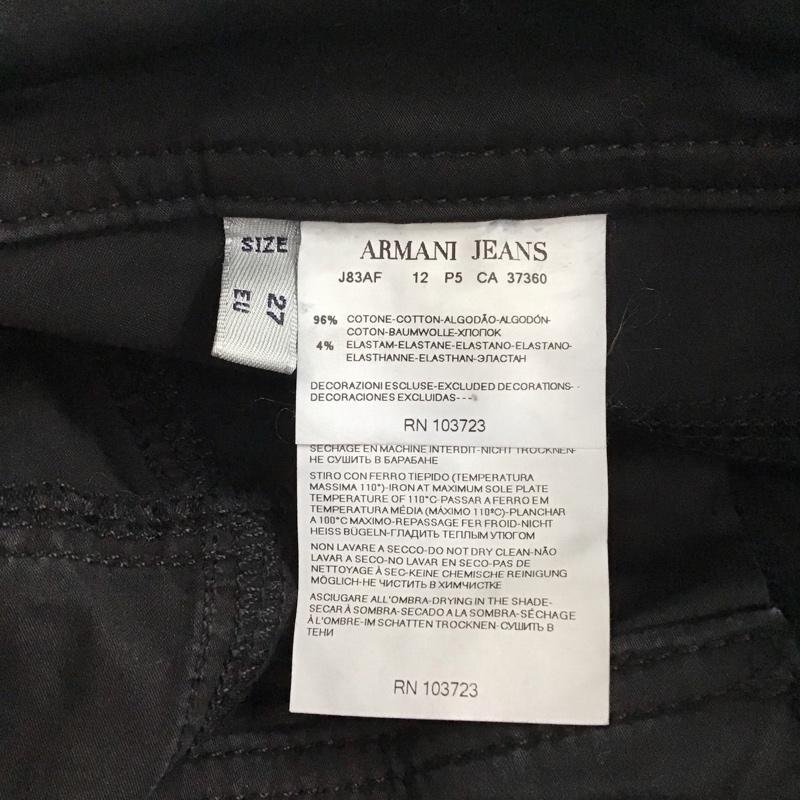 SIZE
27
EU
ARMANI JEANS
J83AF 12 P5 CA 37360
96% COTONE-COTTON-ALGODÃO-ALGODÓN-
COTON-BAUMWOLLE-ХЛОПОК
4% ELASTAM-ELASTANE-ELASTANO-ELASTANO-
ELASTHANNE-ELASTHAN-ЭЛАСТАН
DECORAZIONI ESCLUSE-EXCLUDED DECORATIONS--
DECORACIONES EXCLUIDAS---
RN 103723
SÉCHAGE EN MACHINE INTERDIT-NICHT TROCKNEN-
НЕ СУШИТЬ В БАРАБАНЕ
STIRO CON FERRO TIEPIDO (TEMPERATURA
MASSIMA 110°)-IRON AT MAXIMUM SOLE PLATE
TEMPERATURE OF 110°C-PASSAR A FERRO EM
TEMPERATURA MÉDIA (MÁXIMO 110º)-PLANCHAR
A 100°C MAXIMO-REPASSAGE FER FROID-NICHT
HEISS BÜGELN-ГЛАДИТЬ ТЕПЛЫМ УТЮГОМ
NON LAVARE A SECCO-DO NOT DRY CLEAN-NÃO
LAVAR A SECO-NO LAVAR EN SECO-PAS DE
NETTOYAGE À SEC-KEINE CHEMISCHE REINIGUNG
MÖGLICH-НЕ ЧИСТИТЬ В ХИМЧИСТКЕ
ASCIUGARE ALL'OMBRA-DRYING IN THE SHADE-
SECAR À SOMBRA-SECADO A LA SOMBRA-SÉCHAGE
À L'OMBRE-IM SCHATTEN TROCKNEN-СУШИТЬ В
ТЕНИ
RN 103723